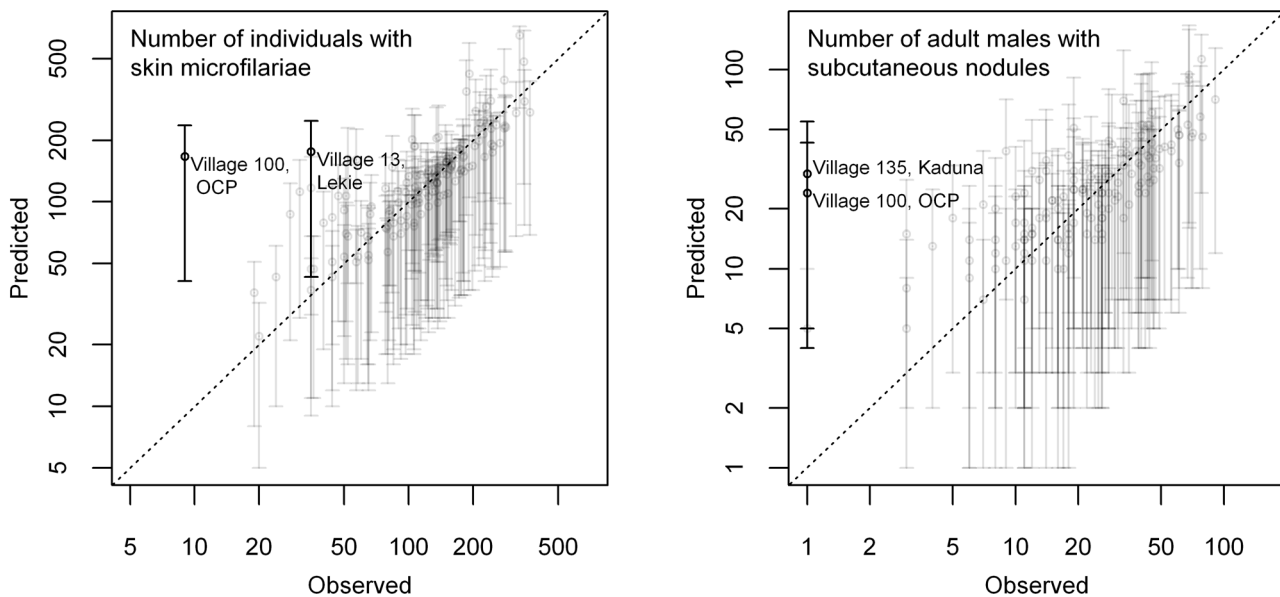 Number of individuals with
skin microfilariae
Predicted
500
200
100
50
20
10
5
Village 100,
OCP
Village 13,
Lekie
5 10 20 50 100 200 500
Observed
Number of adult males with
subcutaneous nodules
Predicted
100
50
20
10
5
2
1
Village 135, Kaduna
Village 100, OCP
1 2 5 10 20 50 100
Observed